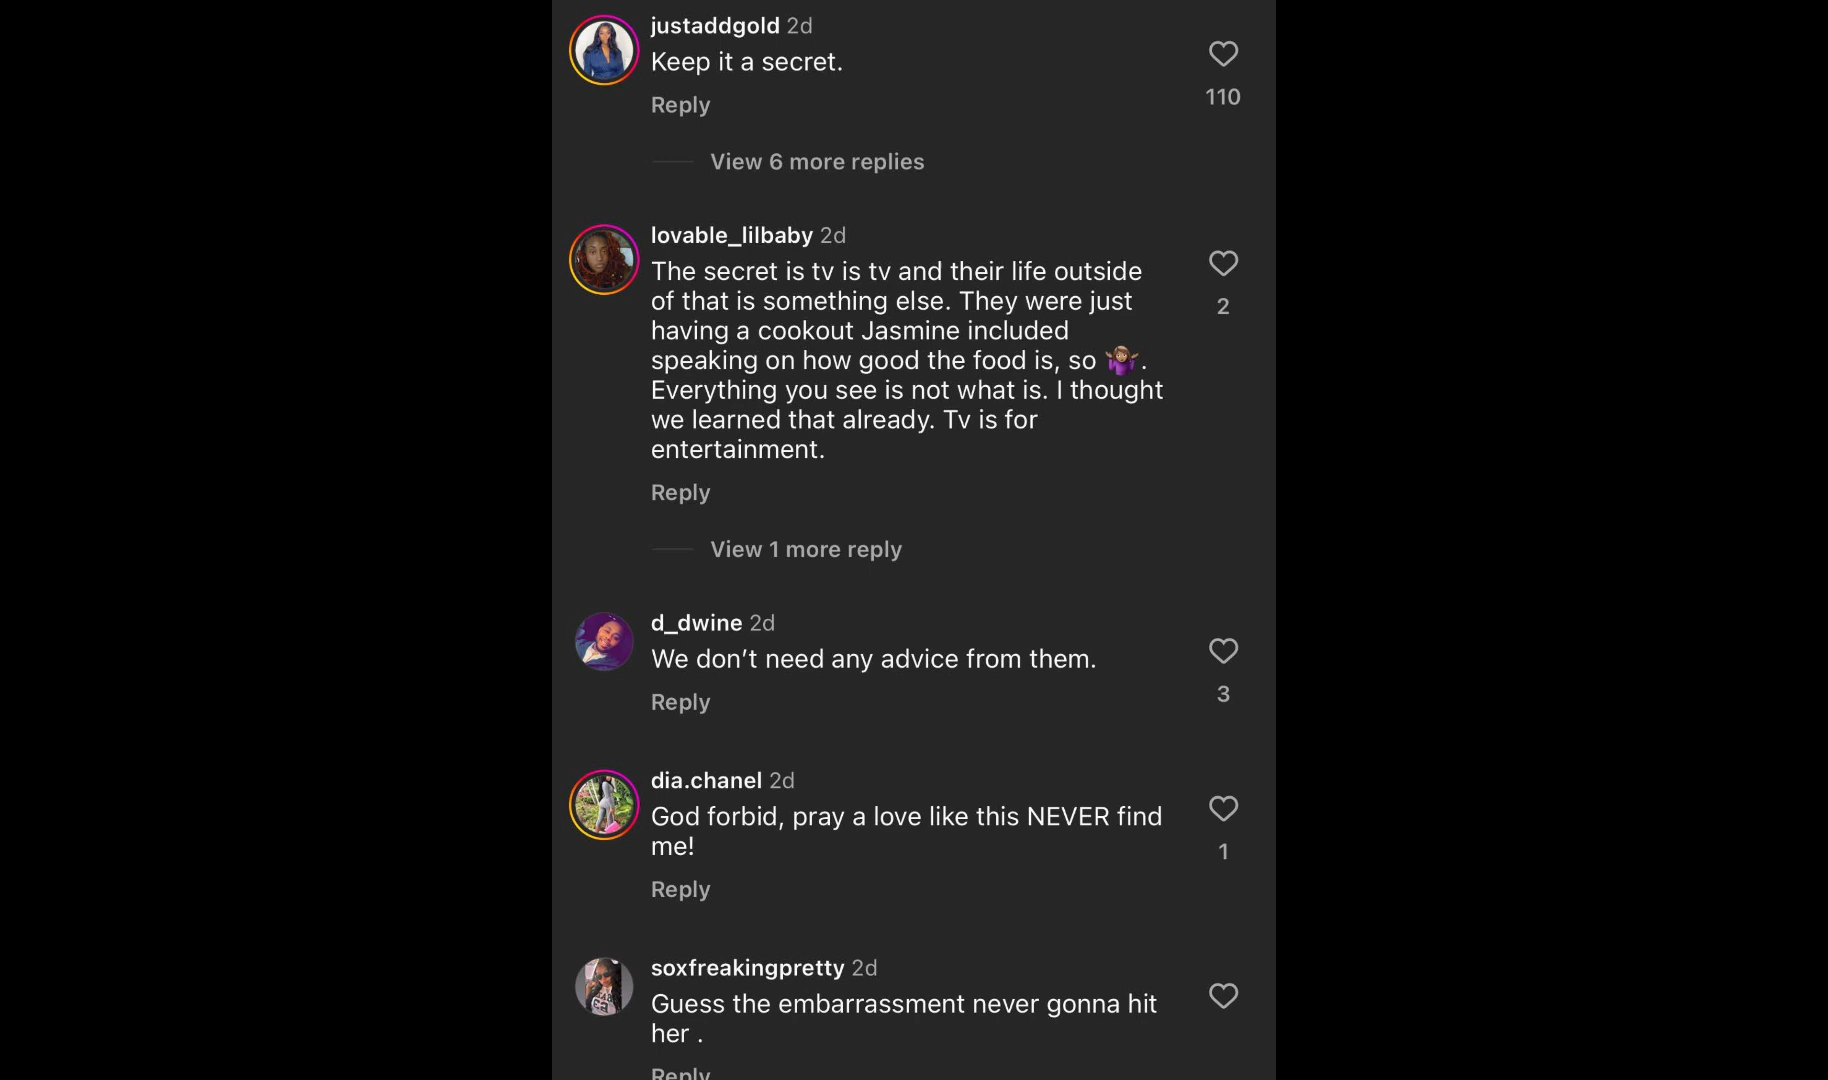 justaddgold 2d
Keep it a secret.
Reply
110
View 6 more replies
lovable_lilbaby 2d
The secret is tv is tv and their life outside
of that is something else. They were just
having a cookout Jasmine included
speaking on how good the food is, so 🤷🏽‍♀️.
Everything you see is not what is. I thought
we learned that already. Tv is for
entertainment.
2
Reply
View 1 more reply
d_dwine 2d
We don’t need any advice from them.
3
Reply
dia.chanel 2d
God forbid, pray a love like this NEVER find
me!
1
Reply
soxfreakingpretty 2d
Guess the embarrassment never gonna hit
her .
Reply